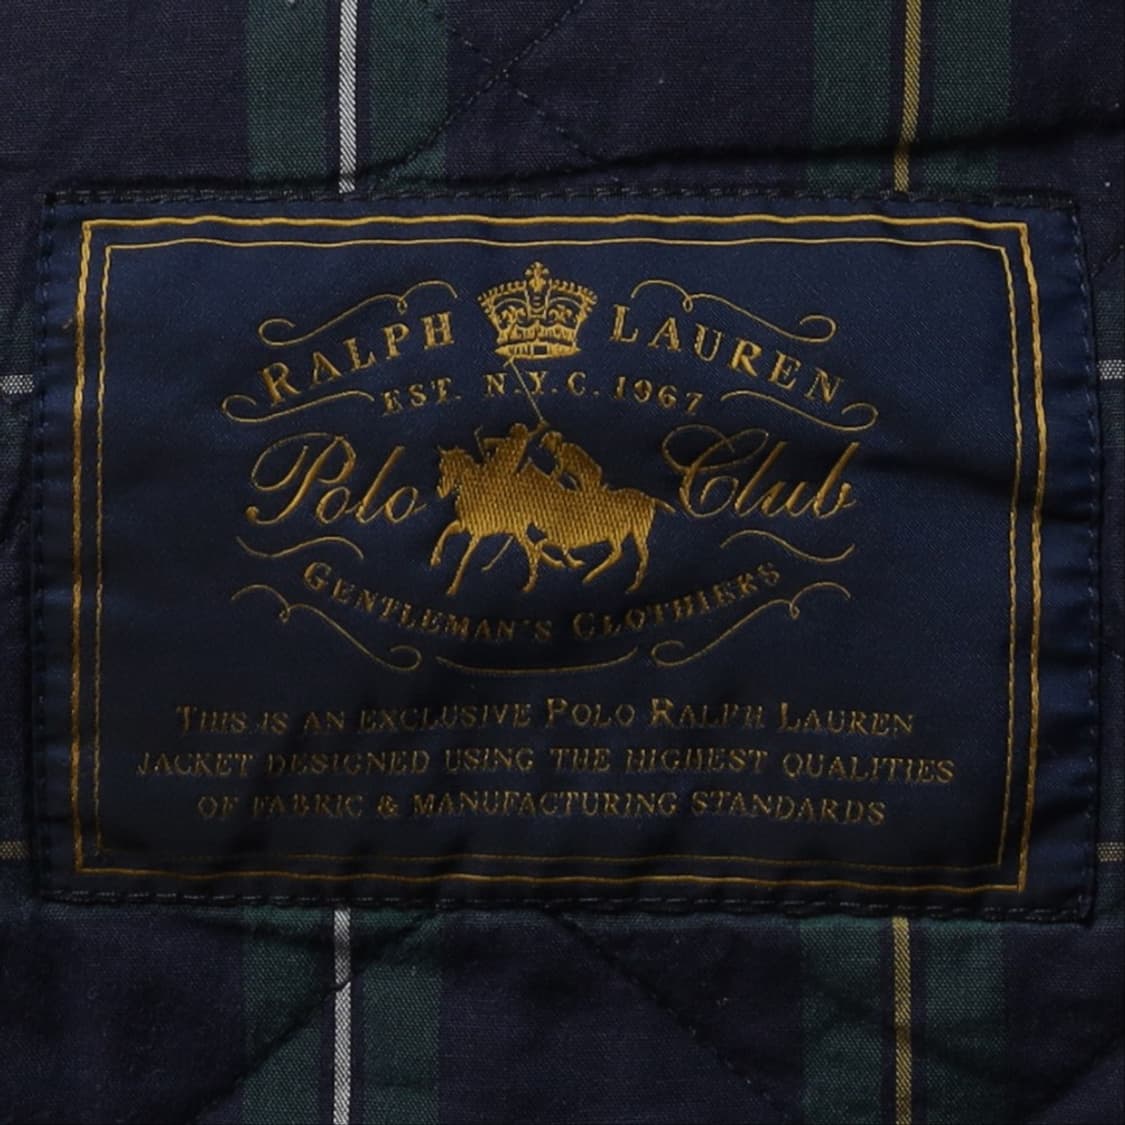 RALPH LAUREN
EST. N.Y.C. 1967
Polo Club
GENTLEMAN'S CLOTHIERS
THIS IS AN EXCLUSIVE POLO RALPH LAUREN
JACKET DESIGNED USING THE HIGHEST QUALITIES
OF FABRIC & MANUFACTURING STANDARDS